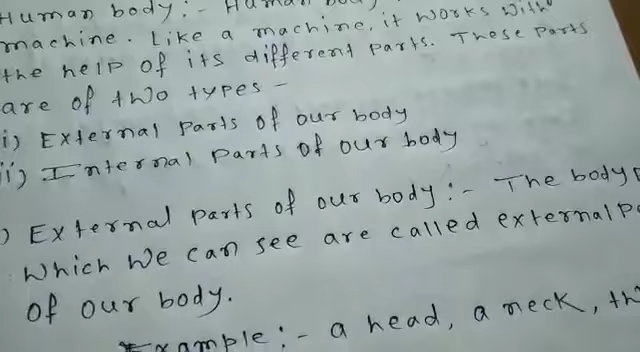 Human body:- Human body
machine. Like a machine, it works with
the help of its different parts. These parts
are of two types -
i) External parts of our body
ii) Internal parts of our body
) External parts of our body:- The body
which we can see are called external
of our body.
Example:- a head, a neck,